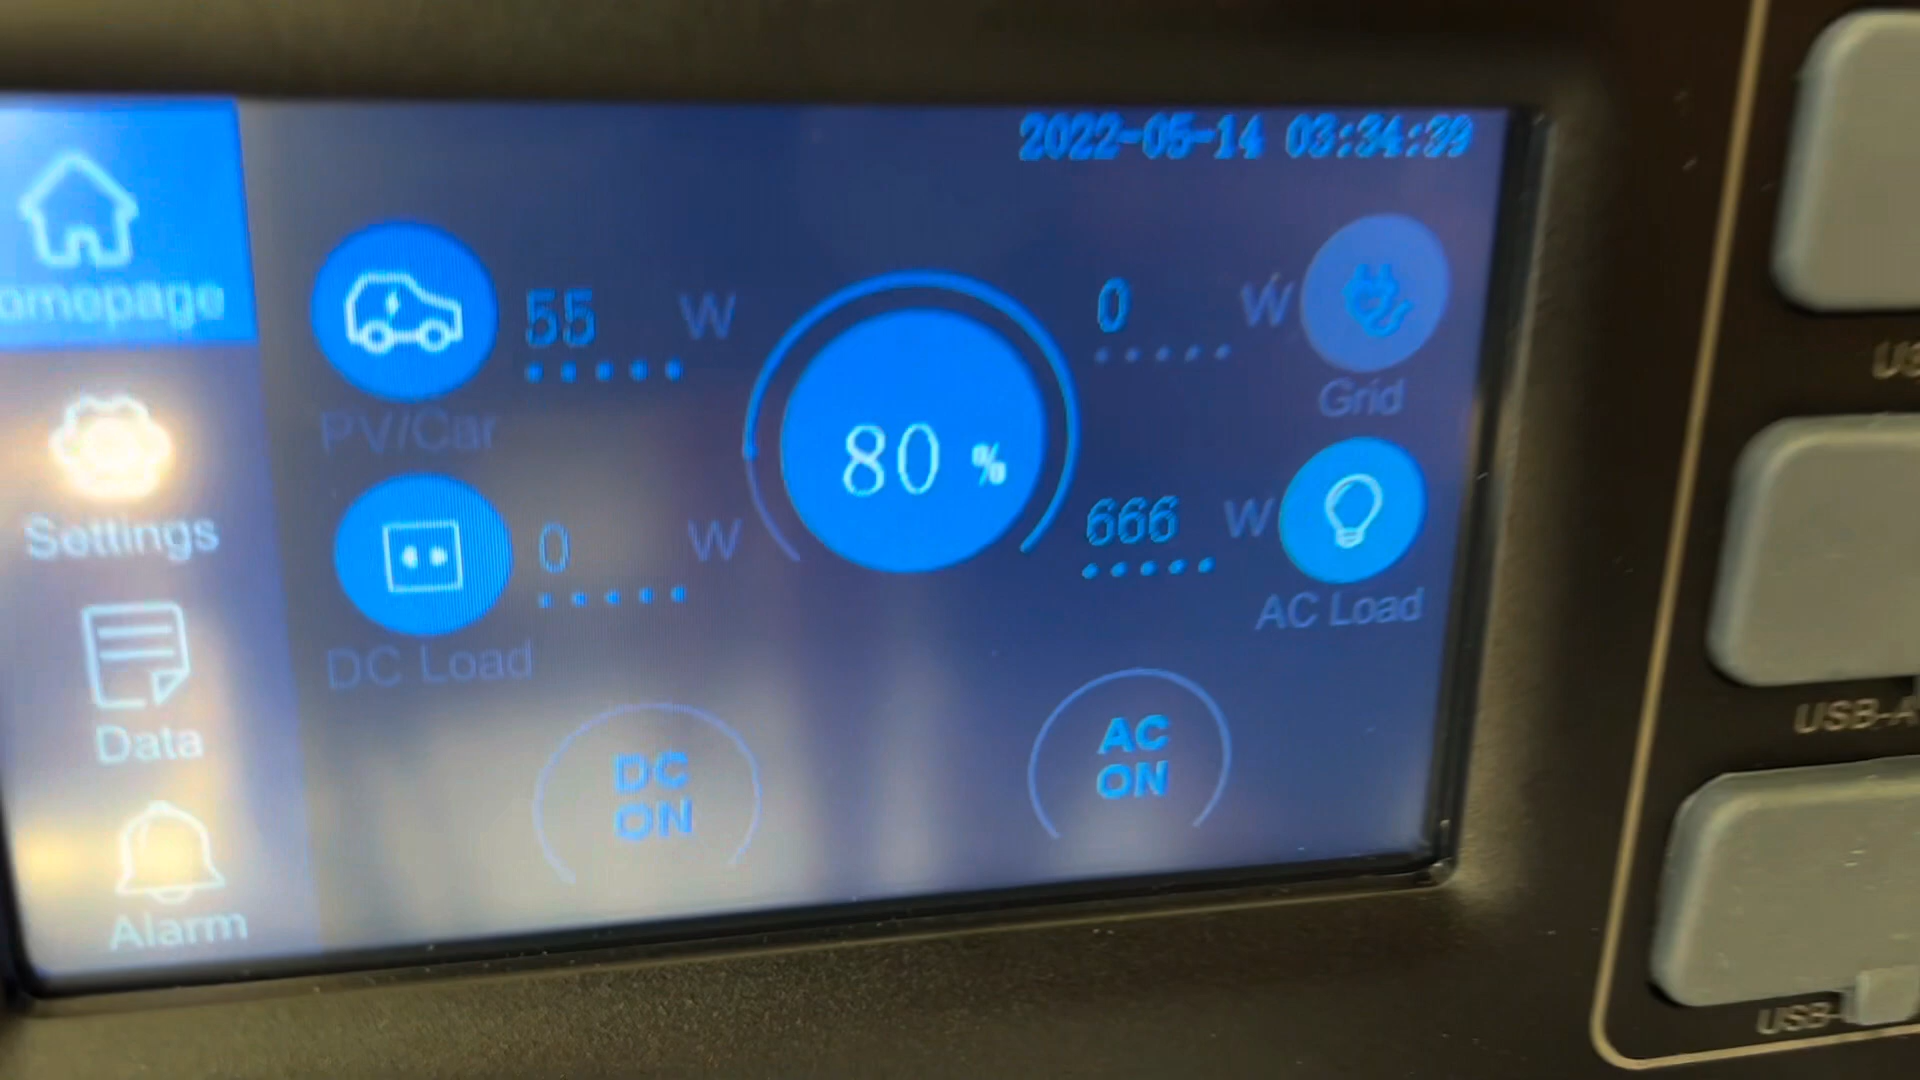 2022-05-14 03:34:39
omepage
55 W
0 W
PV/Car
Grid
80 %
Settings
0 W
666 W
DC Load
AC Load
Data
DC
ON
AC
ON
Alarm
USB-A
USB-